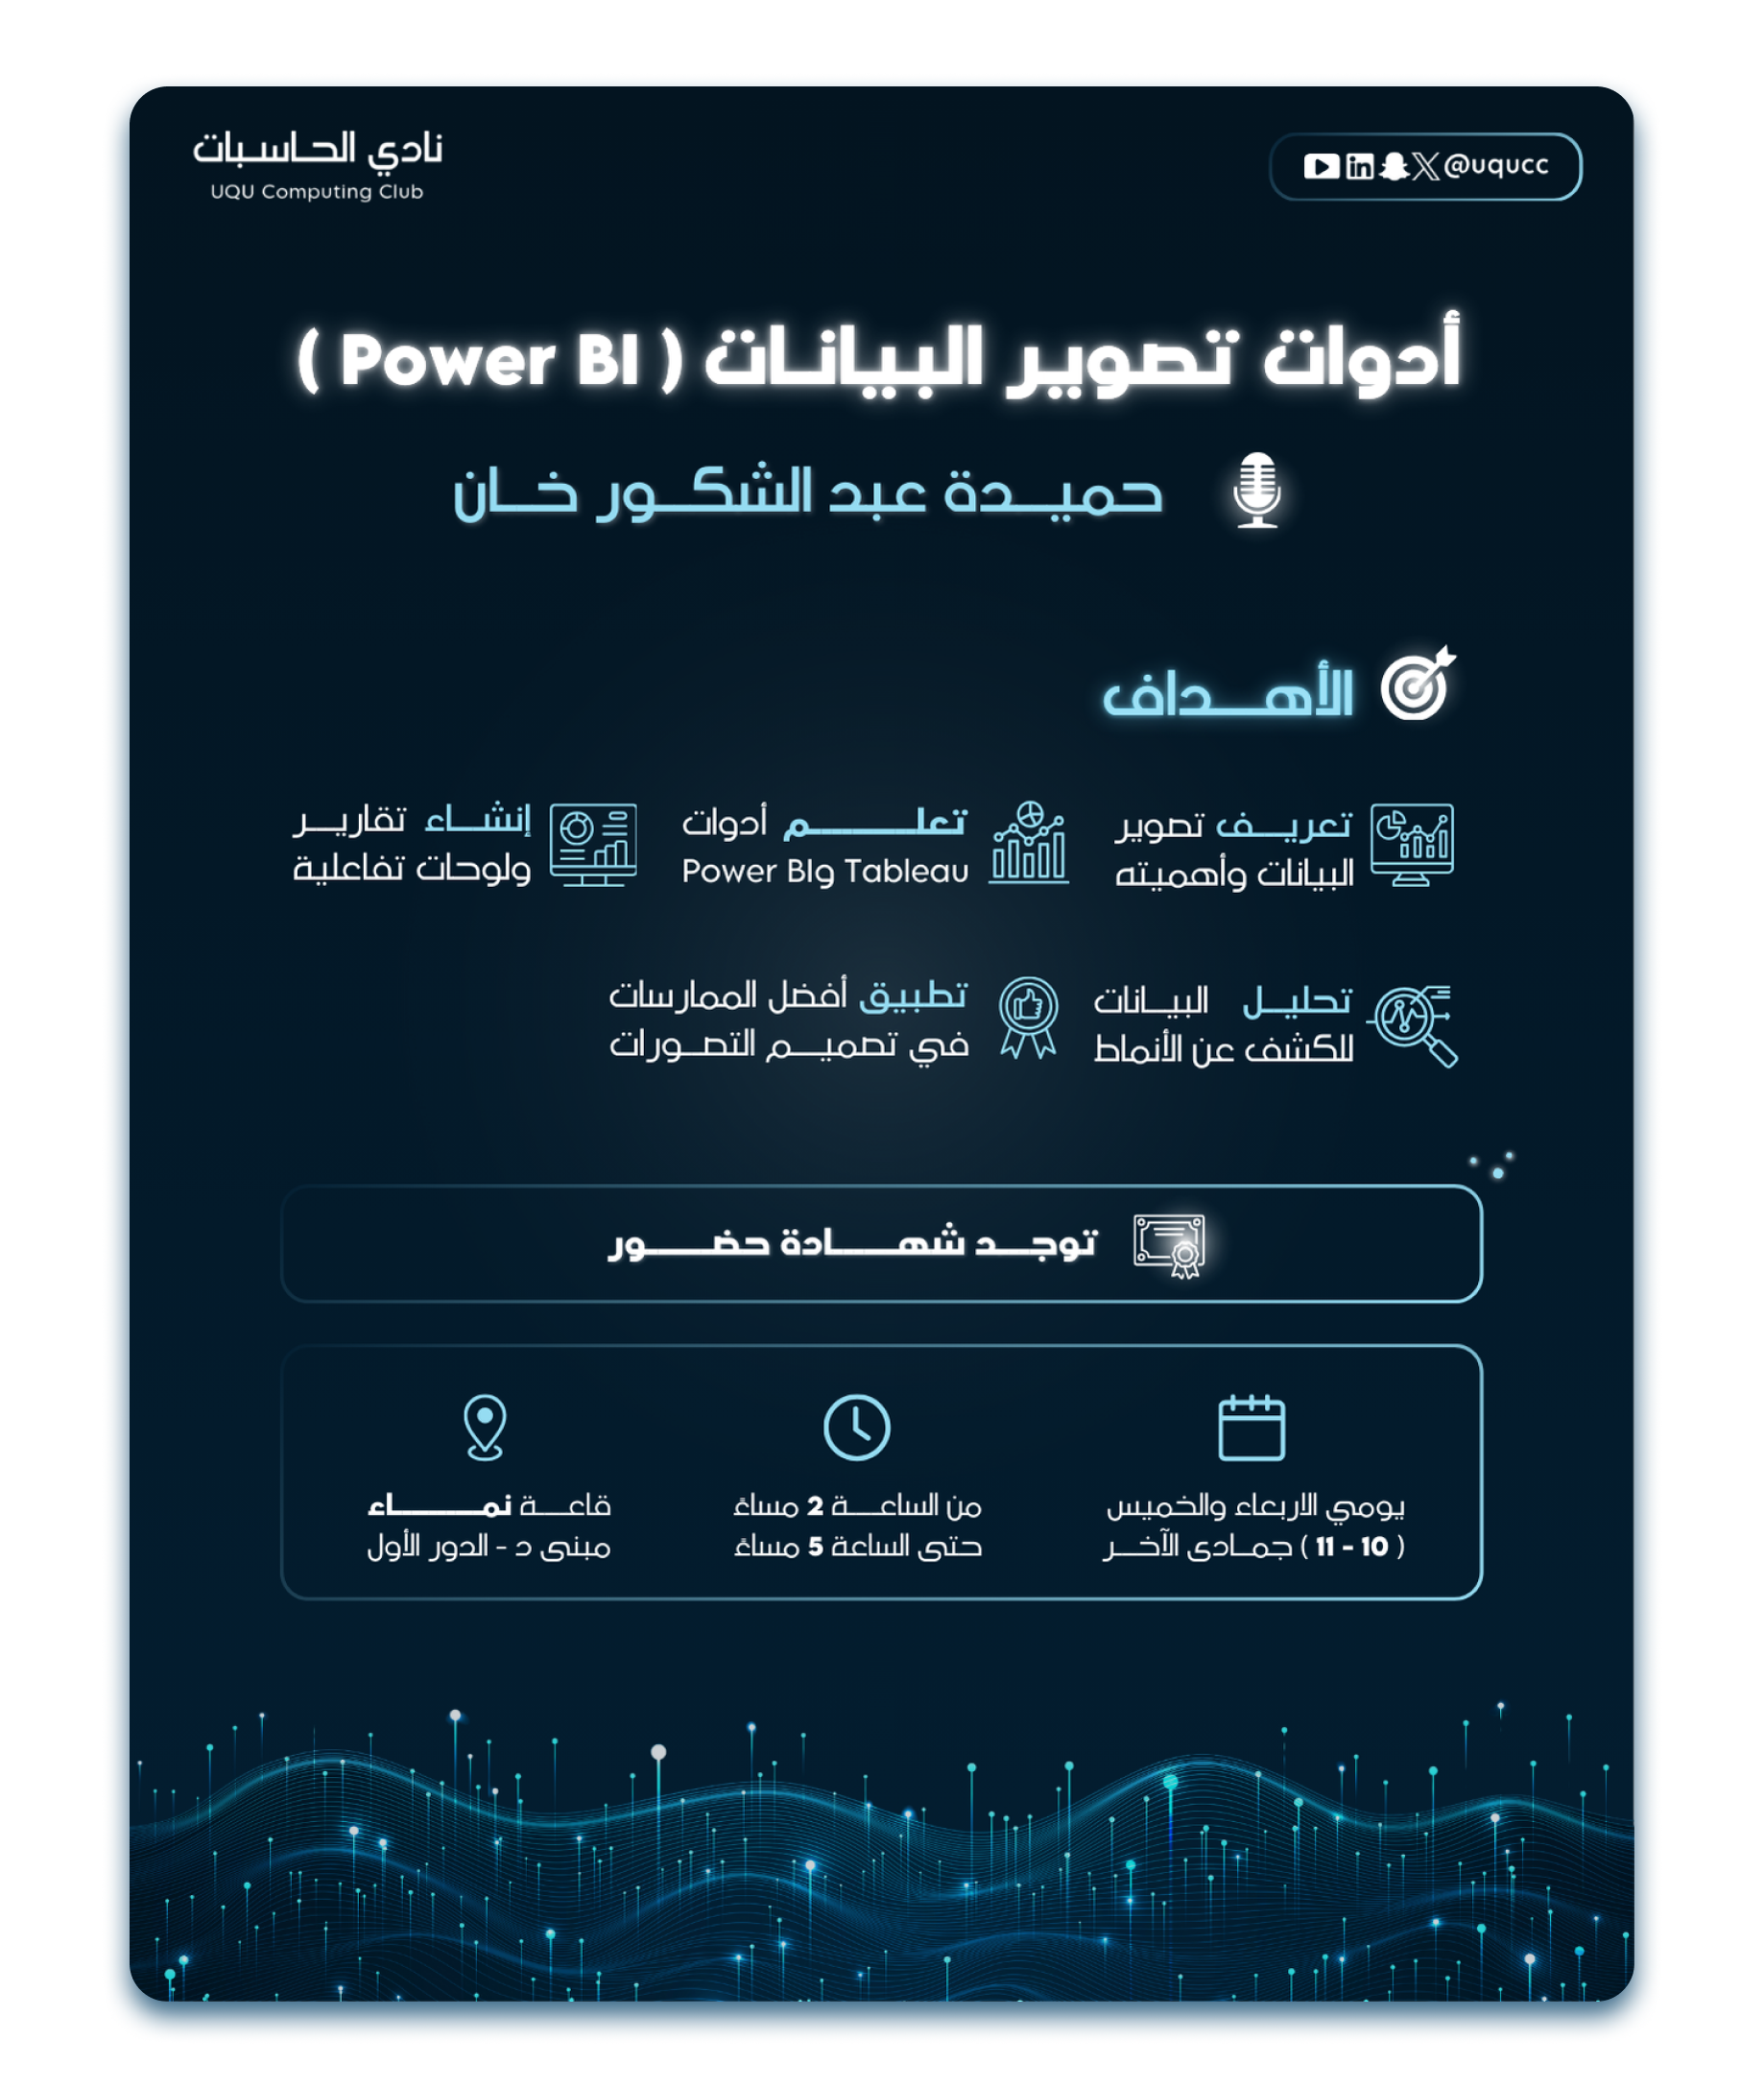 نادي الحاسبات
UQU Computing Club
@uqucc
أدوات تصوير البيانات ( Power BI )
حميدة عبد الشكور خان
الأهداف
تعريف تصوير
البيانات وأهميته
تعلم أدوات
Power BIو Tableau
إنشاء تقارير
ولوحات تفاعلية
تحليل البيانات
للكشف عن الأنماط
تطبيق أفضل الممارسات
في تصميم التصورات
توجد شهادة حضور
يومي الاربعاء والخميس
( 10 - 11 ) جمادى الآخر
من الساعة 2 مساءً
حتى الساعة 5 مساءً
قاعة نماء
مبنى د - الدور الأول